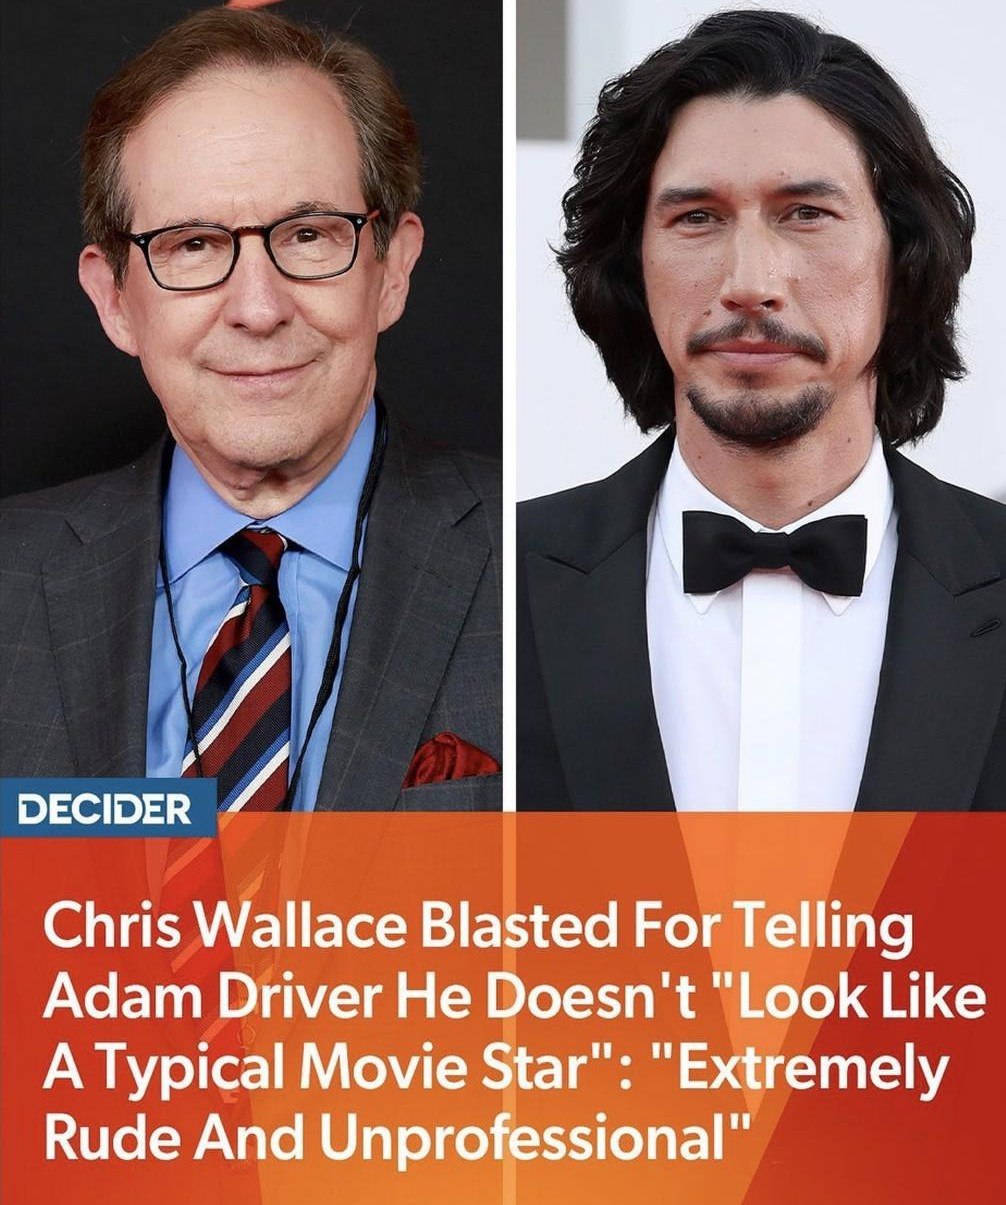 DECIDER
Chris Wallace Blasted For Telling
Adam Driver He Doesn't "Look Like
A Typical Movie Star": "Extremely
Rude And Unprofessional"